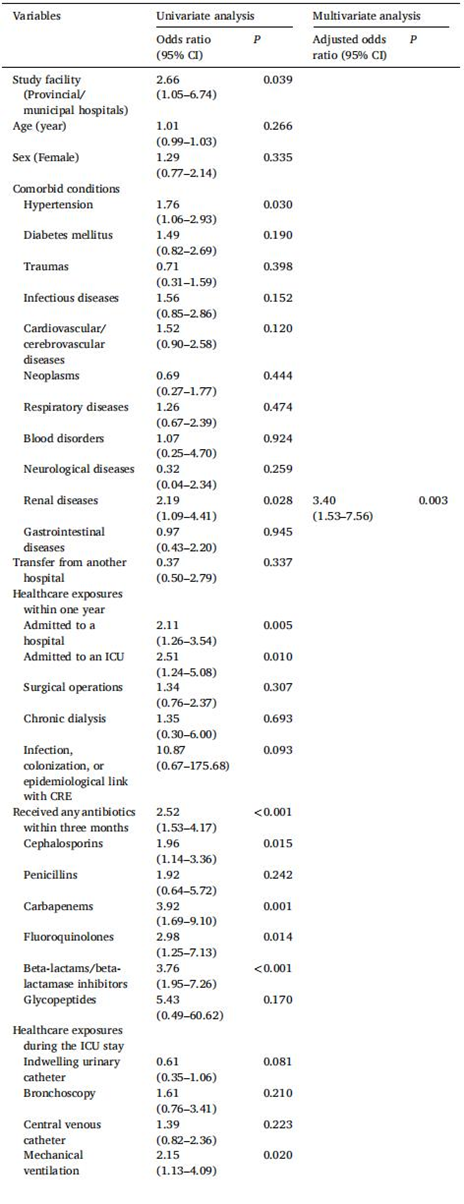 Variables Univariate analysis Multivariate analysis
Odds ratio P Adjusted odds P
(95% CI) ratio (95% CI)
Study facility 2.66 0.039
(Provincial/ (1.05–6.74)
municipal hospitals)
Age (year) 1.01 0.266
(0.99–1.03)
Sex (Female) 1.29 0.335
(0.77–2.14)
Comorbid conditions
Hypertension 1.76 0.030
(1.06–2.93)
Diabetes mellitus 1.49 0.190
(0.82–2.69)
Traumas 0.71 0.398
(0.31–1.59)
Infectious diseases 1.56 0.152
(0.85–2.86)
Cardiovascular/ 1.52 0.120
cerebrovascular (0.90–2.58)
diseases
Neoplasms 0.69 0.444
(0.27–1.77)
Respiratory diseases 1.26 0.474
(0.67–2.39)
Blood disorders 1.07 0.924
(0.25–4.70)
Neurological diseases 0.32 0.259
(0.04–2.34)
Renal diseases 2.19 0.028 3.40 0.003
(1.09–4.41) (1.53–7.56)
Gastrointestinal 0.97 0.945
diseases (0.43–2.20)
Transfer from another 0.37 0.337
hospital (0.50–2.79)
Healthcare exposures
within one year
Admitted to a 2.11 0.005
hospital (1.26–3.54)
Admitted to an ICU 2.51 0.010
(1.24–5.08)
Surgical operations 1.34 0.307
(0.76–2.37)
Chronic dialysis 1.35 0.693
(0.30–6.00)
Infection, 10.87 0.093
colonization, or (0.67–175.68)
epidemiological link
with CRE
Received any antibiotics 2.52 <0.001
within three months (1.53–4.17)
Cephalosporins 1.96 0.015
(1.14–3.36)
Penicillins 1.92 0.242
(0.64–5.72)
Carbapenems 3.92 0.001
(1.69–9.10)
Fluoroquinolones 2.98 0.014
(1.25–7.13)
Beta-lactams/beta- 3.76 <0.001
lactamase inhibitors (1.95–7.26)
Glycopeptides 5.43 0.170
(0.49–60.62)
Healthcare exposures
during the ICU stay
Indwelling urinary 0.61 0.081
catheter (0.35–1.06)
Bronchoscopy 1.61 0.210
(0.76–3.41)
Central venous 1.39 0.223
catheter (0.82–2.36)
Mechanical 2.15 0.020
ventilation (1.13–4.09)